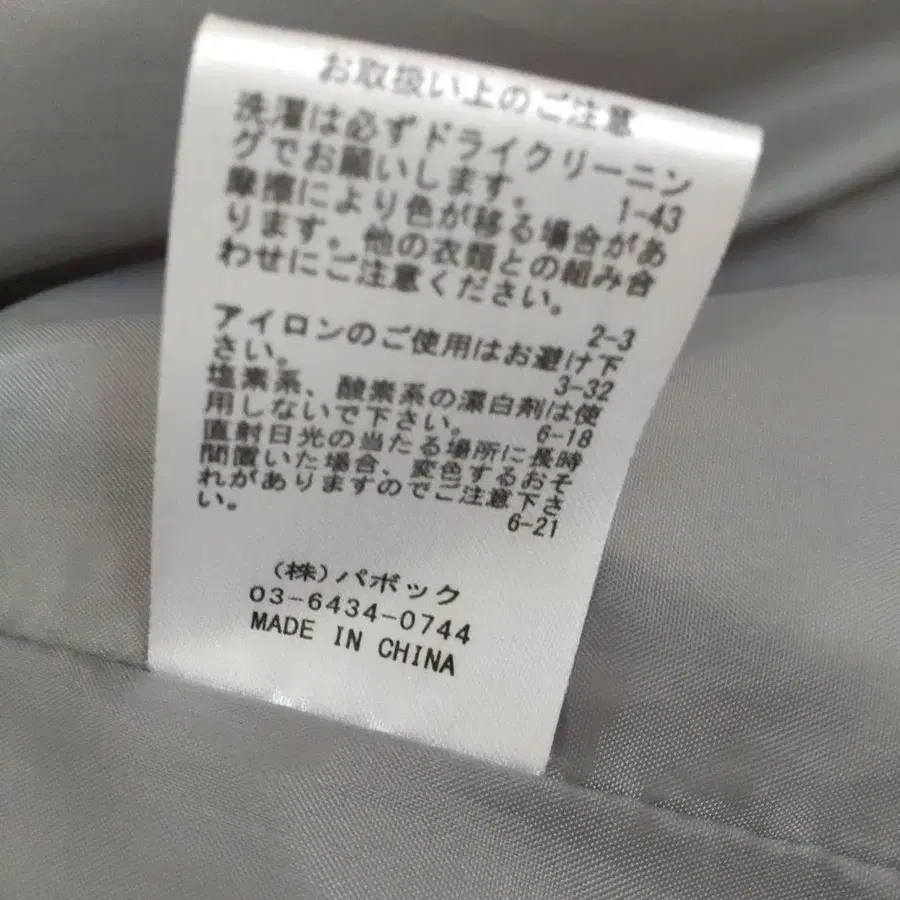 お取扱い上のご注意
洗濯は必ずドライクリーニン
グでお願いします。 1-43
摩擦により色が移る場合があ
ります。他の衣類との組み合
わせにご注意ください。
2-3
アイロンのご使用はお避け下
さい。 3-32
塩素系、酸素系の漂白剤は使
用しないで下さい。 6-18
直射日光の当たる場所に長時
間置いた場合、変色するおそ
れがありますのでご注意下さ
い。 6-21
(株)パボック
03-6434-0744
MADE IN CHINA